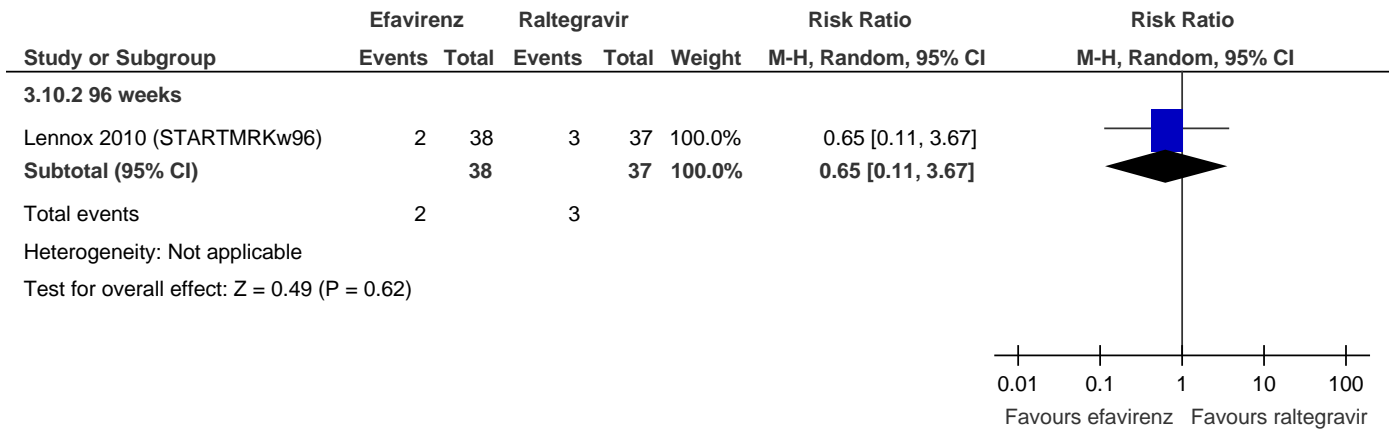 Efavirenz Raltegravir Risk Ratio Risk Ratio
Study or Subgroup Events Total Events Total Weight M-H, Random, 95% CI M-H, Random, 95% CI
3.10.2 96 weeks
Lennox 2010 (STARTMRKw96) 2 38 3 37 100.0% 0.65 [0.11, 3.67]
Subtotal (95% CI) 38 37 100.0% 0.65 [0.11, 3.67]
Total events 2 3
Heterogeneity: Not applicable
Test for overall effect: Z = 0.49 (P = 0.62)
0.01 0.1 1 10 100
Favours efavirenz Favours raltegravir